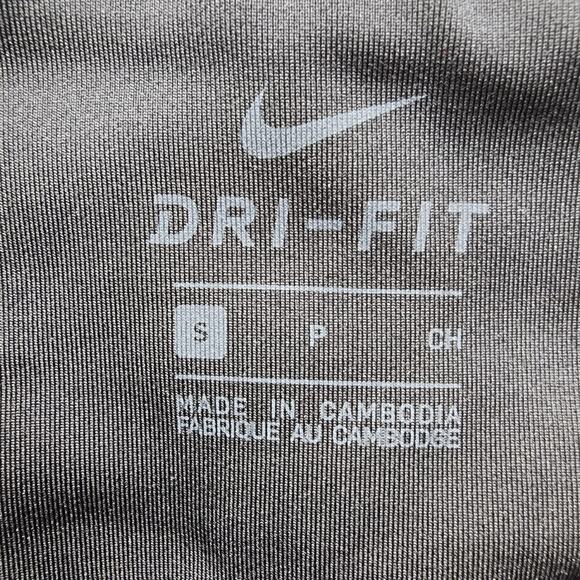 DRI-FIT
S P CH
MADE IN CAMBODIA
FABRIQUE AU CAMBODGE